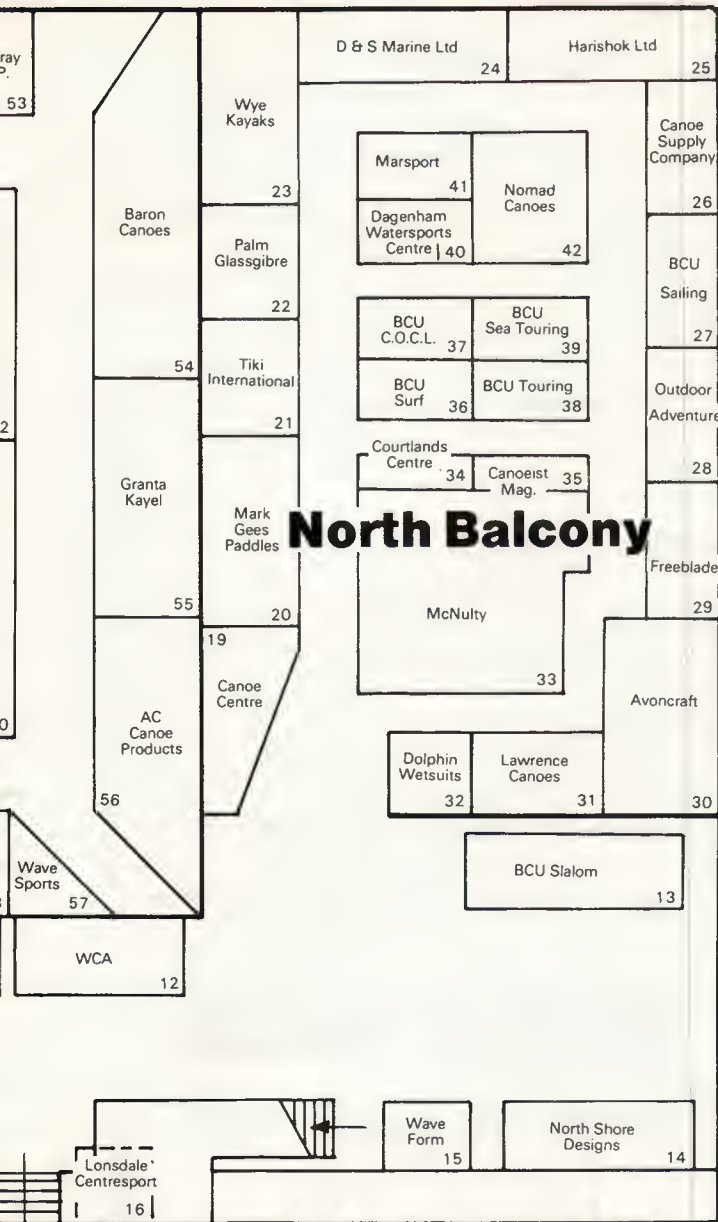 D & S Marine Ltd
24
Harishok Ltd
25
53
Wye
Kayaks
23
Marsport
41
Nomad
Canoes
42
Canoe
Supply
Company
26
Baron
Canoes
54
Palm
Glassgibre
22
Dagenham
Watersports
Centre 40
BCU
Sailing
27
BCU
C.O.C.L. 37
BCU
Sea Touring
39
Tiki
International
21
BCU
Surf 36
BCU Touring
38
Outdoor
Adventure
28
Courtlands
Centre 34
Canoeist 35
Mag.
Granta
Kayel
55
Mark
Gees
Paddles
20
North Balcony
Freeblade
29
McNulty
33
19
Canoe
Centre
Avoncraft
30
AC
Canoe
Products
56
Dolphin
Wetsuits
32
Lawrence
Canoes
31
BCU Slalom
13
Wave
Sports
57
WCA
12
Wave
Form
15
North Shore
Designs
14
Lonsdale
Centresport
16